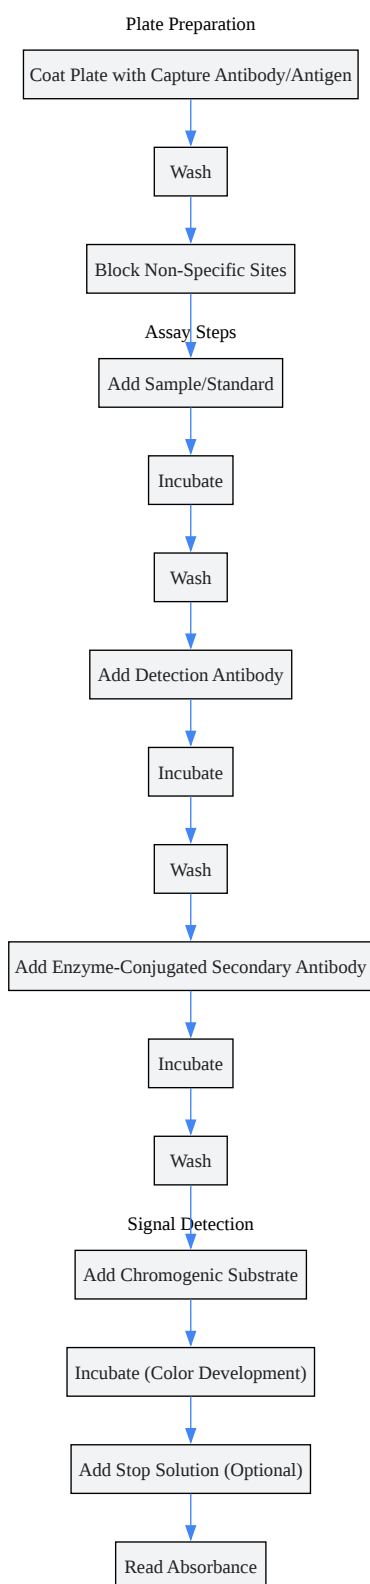 Plate Preparation
Coat Plate with Capture Antibody/Antigen
Wash
Block Non-Specific Sites
Assay Steps
Add Sample/Standard
Incubate
Wash
Add Detection Antibody
Incubate
Wash
Add Enzyme-Conjugated Secondary Antibody
Incubate
Wash
Signal Detection
Add Chromogenic Substrate
Incubate (Color Development)
Add Stop Solution (Optional)
Read Absorbance